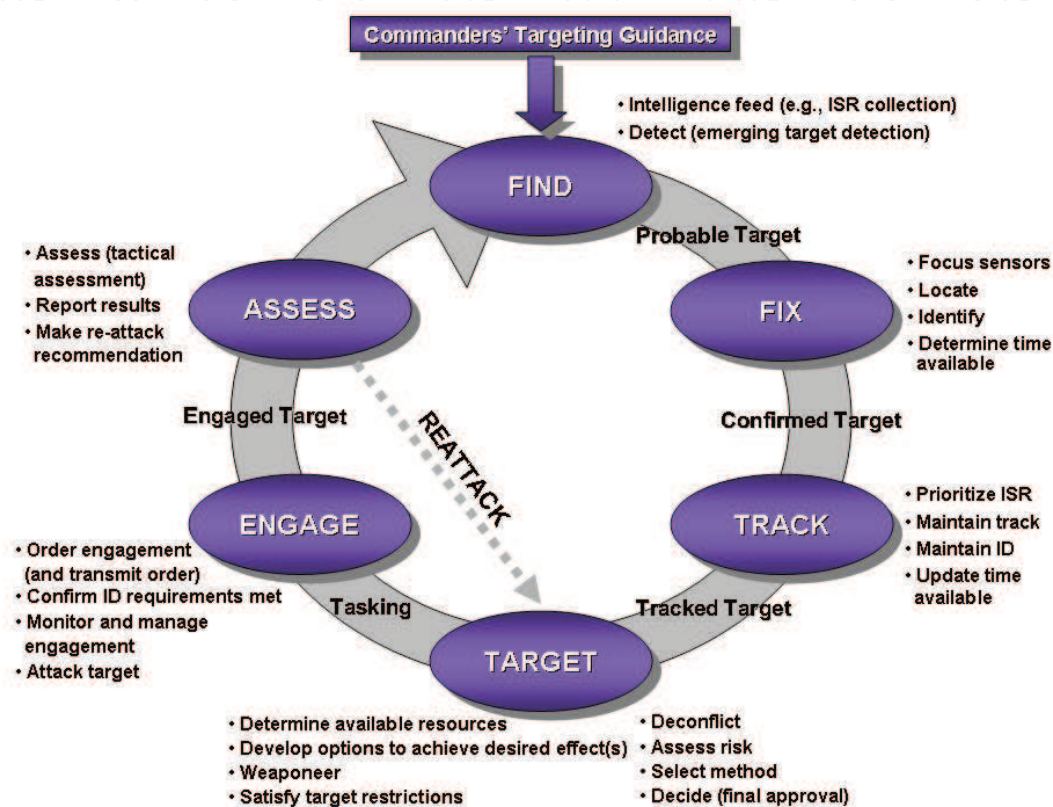 Commanders' Targeting Guidance
• Intelligence feed (e.g., ISR collection)
• Detect (emerging target detection)
FIND
Probable Target
• Focus sensors
• Locate
• Identify
• Determine time
available
FIX
Confirmed Target
• Prioritize ISR
• Maintain track
• Maintain ID
• Update time
available
TRACK
Tracked Target
TARGET
• Determine available resources
• Develop options to achieve desired effect(s)
• Weaponeer
• Satisfy target restrictions
• Deconflict
• Assess risk
• Select method
• Decide (final approval)
Tasking
ENGAGE
• Order engagement
(and transmit order)
• Confirm ID requirements met
• Monitor and manage
engagement
• Attack target
Engaged Target
ASSESS
• Assess (tactical
assessment)
• Report results
• Make re-attack
recommendation
REATTACK